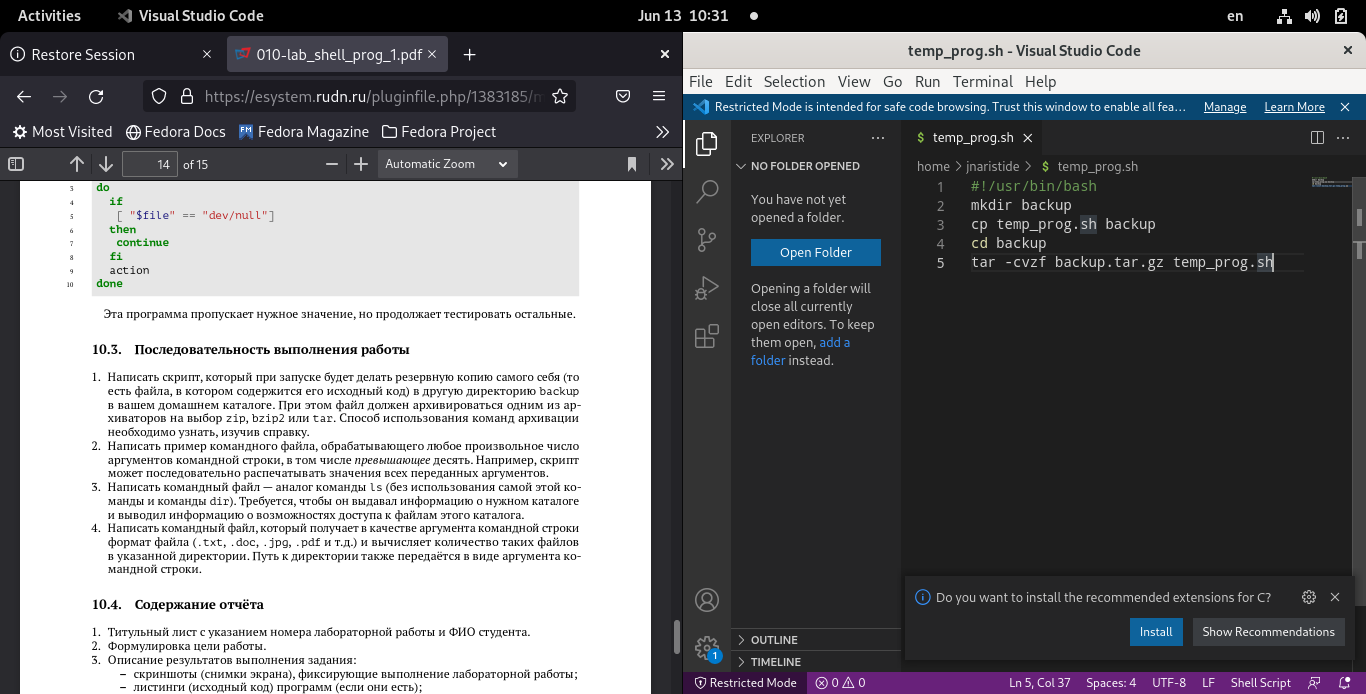 Activities
Visual Studio Code
Jun 13 10:31
en
Restore Session
010-lab_shell_prog_1.pdf
https://esystem.rudn.ru/pluginfile.php/1383185/
Most Visited
Fedora Docs
Fedora Magazine
Fedora Project
14 of 15
Automatic Zoom
3 do
4 if
5 [ "$file" == "dev/null"]
6 then
7 continue
8 fi
9 action
10 done
Эта программа пропускает нужное значение, но продолжает тестировать остальные.
10.3. Последовательность выполнения работы
1. Написать скрипт, который при запуске будет делать резервную копию самого себя (то
есть файла, в котором содержится его исходный код) в другую директорию backup
в вашем домашнем каталоге. При этом файл должен архивироваться одним из ар-
хиваторов на выбор zip, bzip2 или tar. Способ использования команд архивации
необходимо узнать, изучив справку.
2. Написать пример командного файла, обрабатывающего любое произвольное число
аргументов командной строки, в том числе превышающее десять. Например, скрипт
может последовательно распечатывать значения всех переданных аргументов.
3. Написать командный файл — аналог команды ls (без использования самой этой ко-
манды и команды dir). Требуется, чтобы он выдавал информацию о нужном каталоге
и выводил информацию о возможностях доступа к файлам этого каталога.
4. Написать командный файл, который получает в качестве аргумента командной строки
формат файла (.txt, .doc, .jpg, .pdf и т.д.) и вычисляет количество таких файлов
в указанной директории. Путь к директории также передаётся в виде аргумента ко-
мандной строки.
10.4. Содержание отчёта
1. Титульный лист с указанием номера лабораторной работы и ФИО студента.
2. Формулировка цели работы.
3. Описание результатов выполнения задания:
– скриншоты (снимки экрана), фиксирующие выполнение лабораторной работы;
– листинги (исходный код) программ (если они есть);
temp_prog.sh - Visual Studio Code
File Edit Selection View Go Run Terminal Help
Restricted Mode is intended for safe code browsing. Trust this window to enable all fea...
Manage
Learn More
EXPLORER
NO FOLDER OPENED
You have not yet
opened a folder.
Open Folder
Opening a folder will
close all currently
open editors. To keep
them open, add a
folder instead.
OUTLINE
TIMELINE
1
$ temp_prog.sh
home > jnaristide > $ temp_prog.sh
1 #!/usr/bin/bash
2 mkdir backup
3 cp temp_prog.sh backup
4 cd backup
5 tar -cvzf backup.tar.gz temp_prog.sh
Do you want to install the recommended extensions for C?
Install
Show Recommendations
Restricted Mode
0 0
Ln 5, Col 37
Spaces: 4
UTF-8
LF
Shell Script